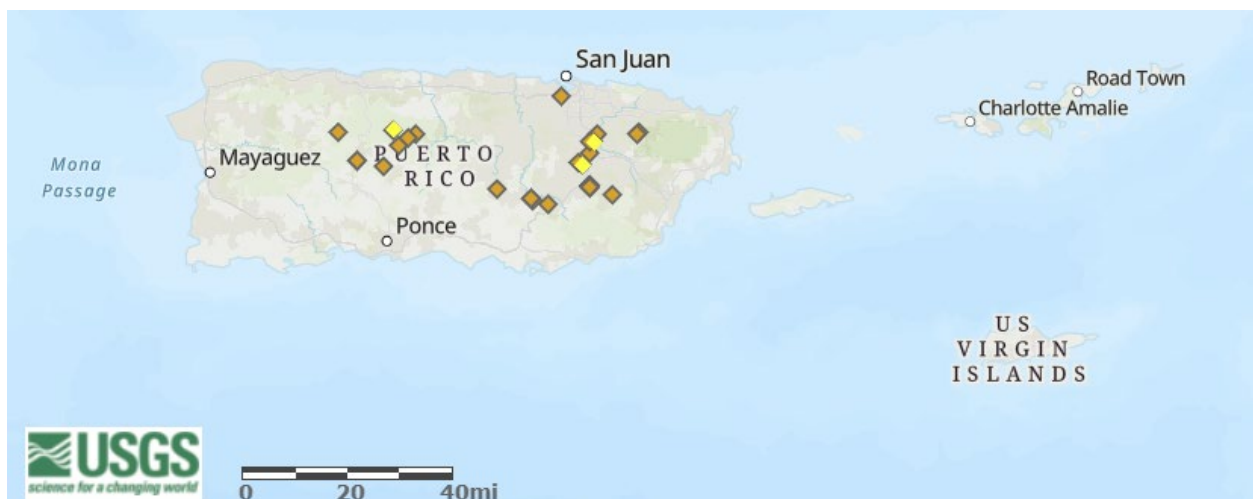 San Juan
Road Town
Charlotte Amalie
Mona
Passage
Mayaguez
PUERTO
RICO
Ponce
US
VIRGIN
ISLANDS
USGS
science for a changing world
0 20 40mi